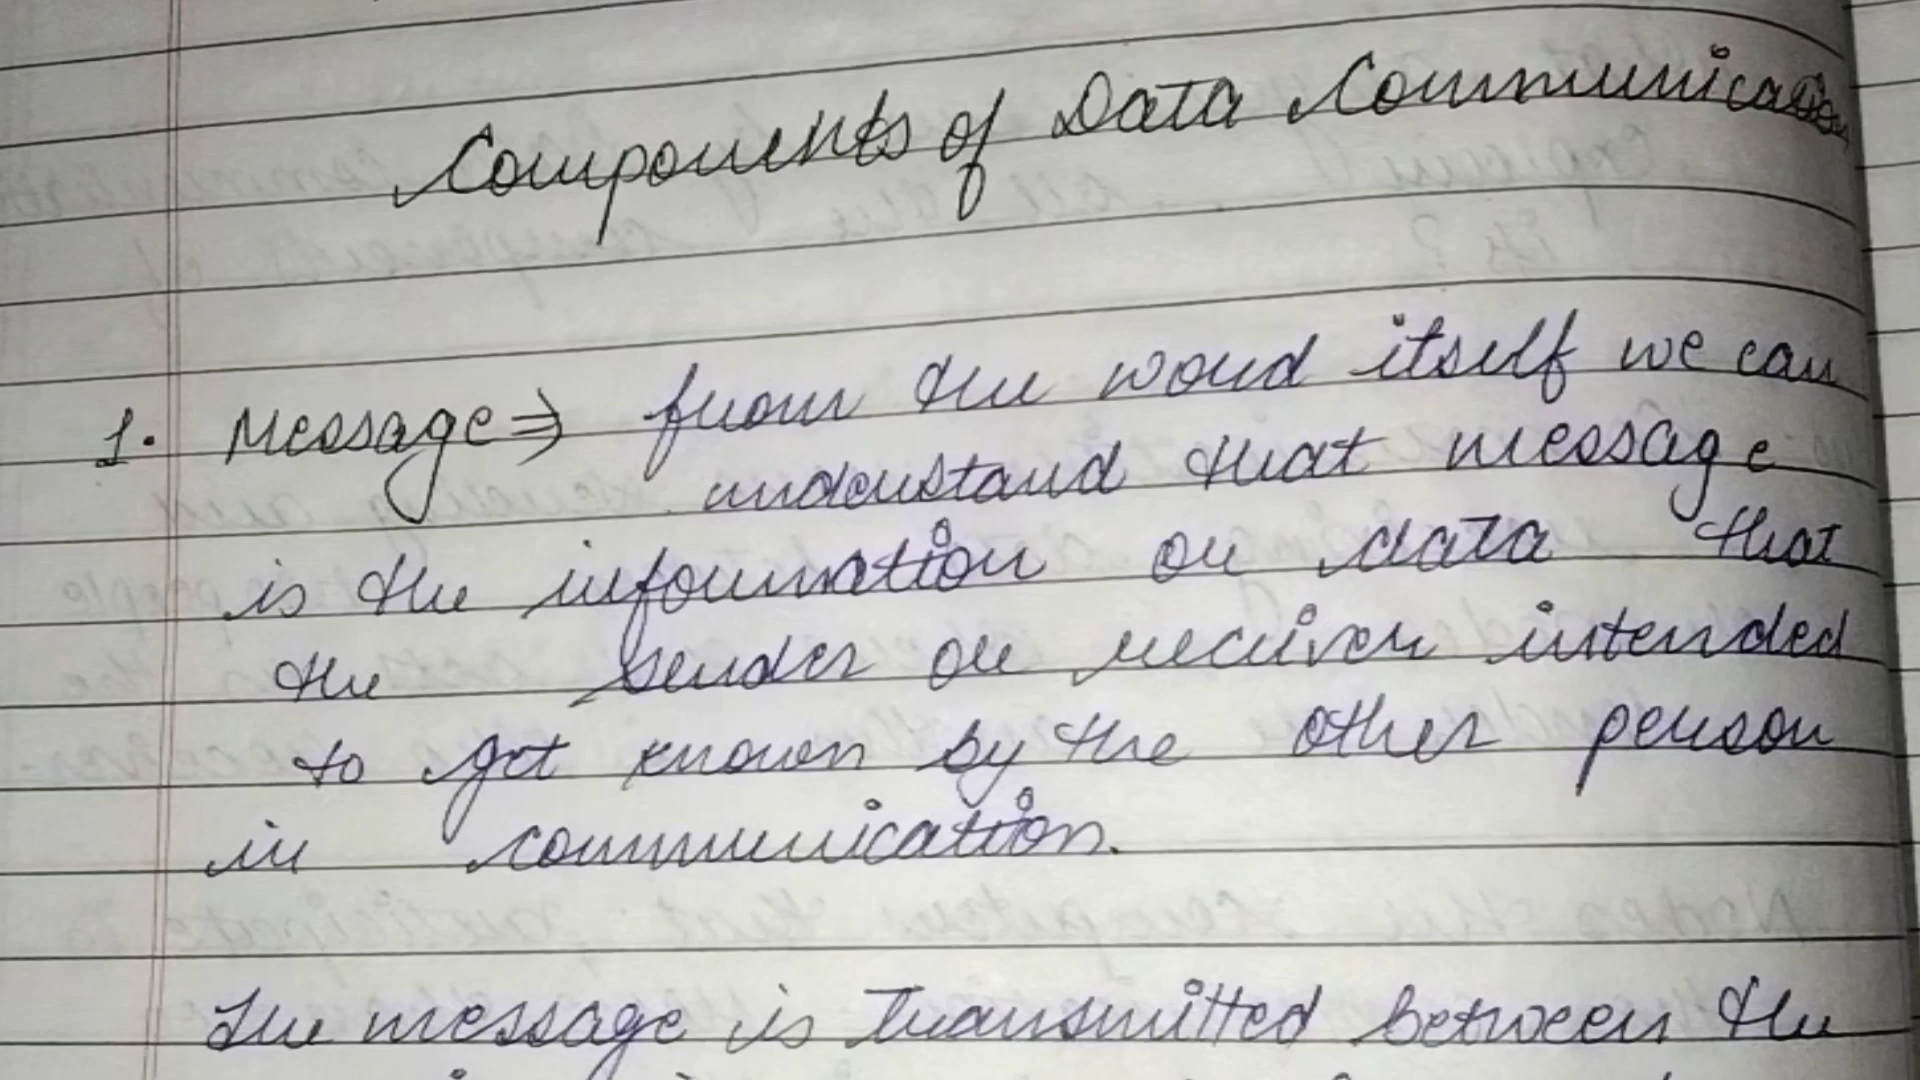 Components of Data Communication
1. Message ⇒ from the word itself we can
understand that message
is the information or data that
the sender or reciver intended
to get known by the other person
in communication.
The message is transmitted between the